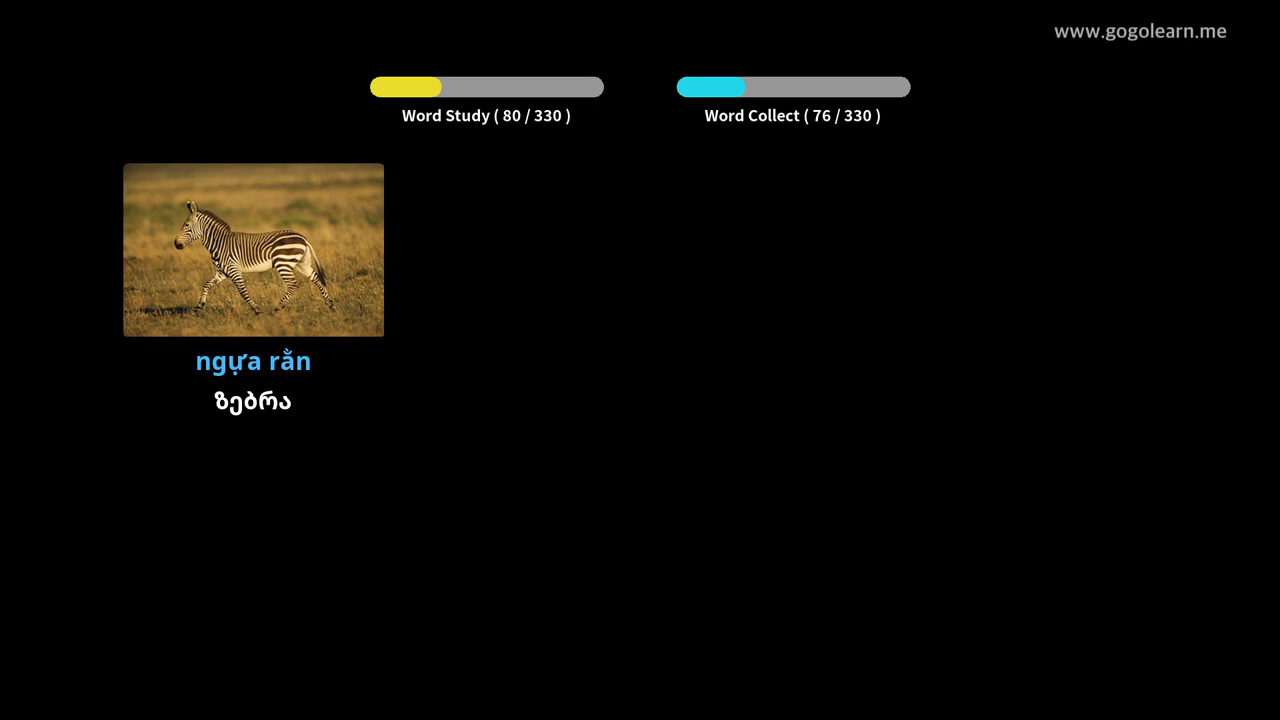 www.gogolearn.me
Word Study ( 80 / 330 )
Word Collect ( 76 / 330 )
ngựa rằn
ზებრა